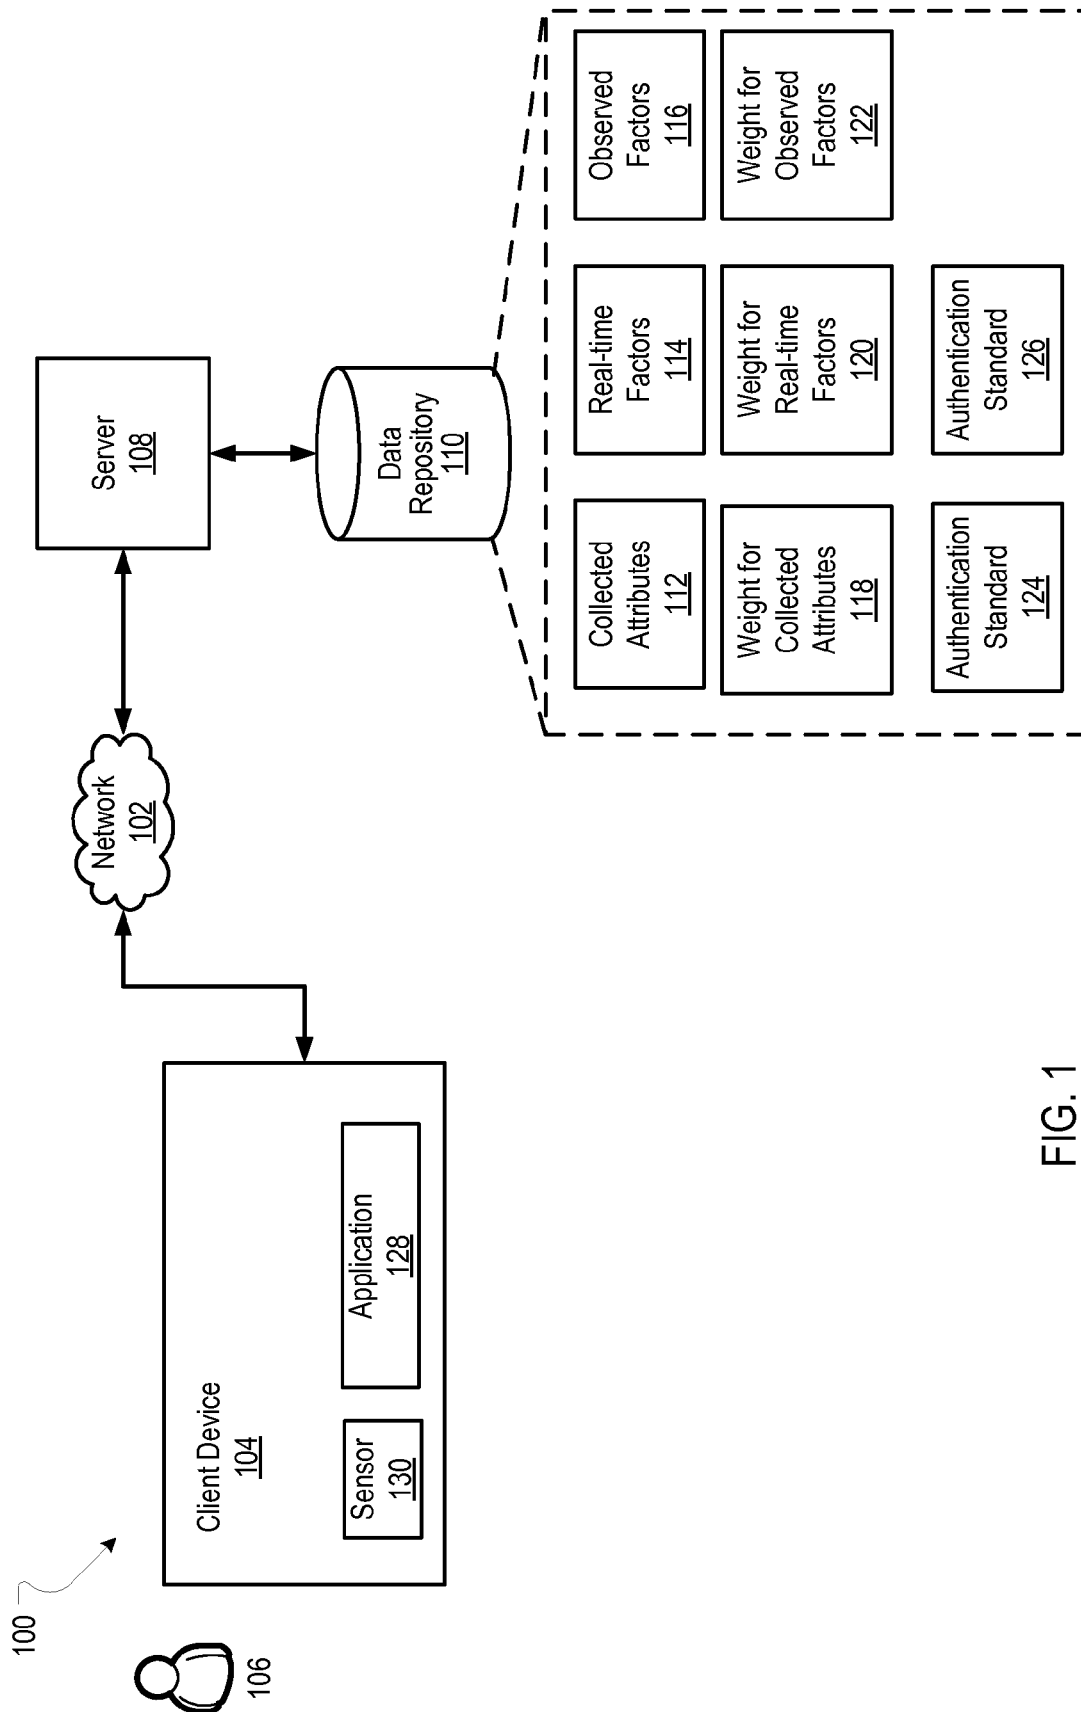 100
106
Client Device
104
Sensor
130
Application
128
Network
102
Server
108
Data
Repository
110
Collected
Attributes
112
Real-time
Factors
114
Observed
Factors
116
Weight for
Collected
Attributes
118
Weight for
Real-time
Factors
120
Weight for
Observed
Factors
122
Authentication
Standard
124
Authentication
Standard
126
FIG. 1